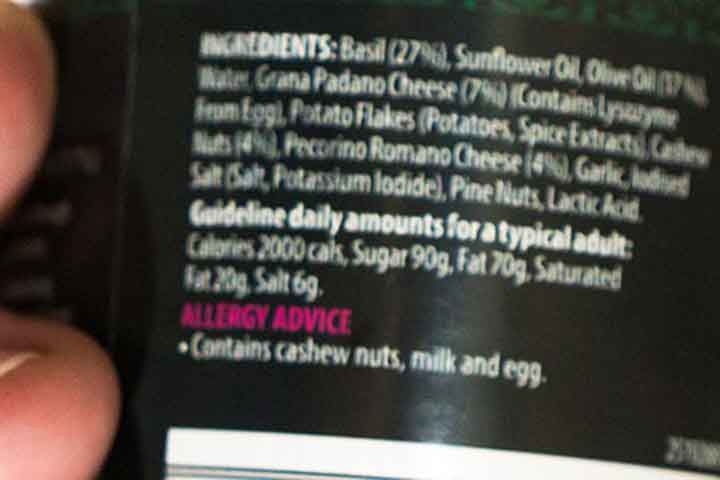 INGREDIENTS: Basil (27%), Sunflower Oil, Olive Oil (17%),
Water, Grana Padano Cheese (7%) (Contains Lysozyme
From Egg), Potato Flakes (Potatoes, Spice Extracts), Cashew
Nuts (4%), Pecorino Romano Cheese (4%), Garlic, Iodised
Salt (Salt, Potassium Iodide), Pine Nuts, Lactic Acid.
Guideline daily amounts for a typical adult:
Calories 2000 cals, Sugar 90g, Fat 70g, Saturated
Fat 20g, Salt 6g.
ALLERGY ADVICE
•Contains cashew nuts, milk and egg.